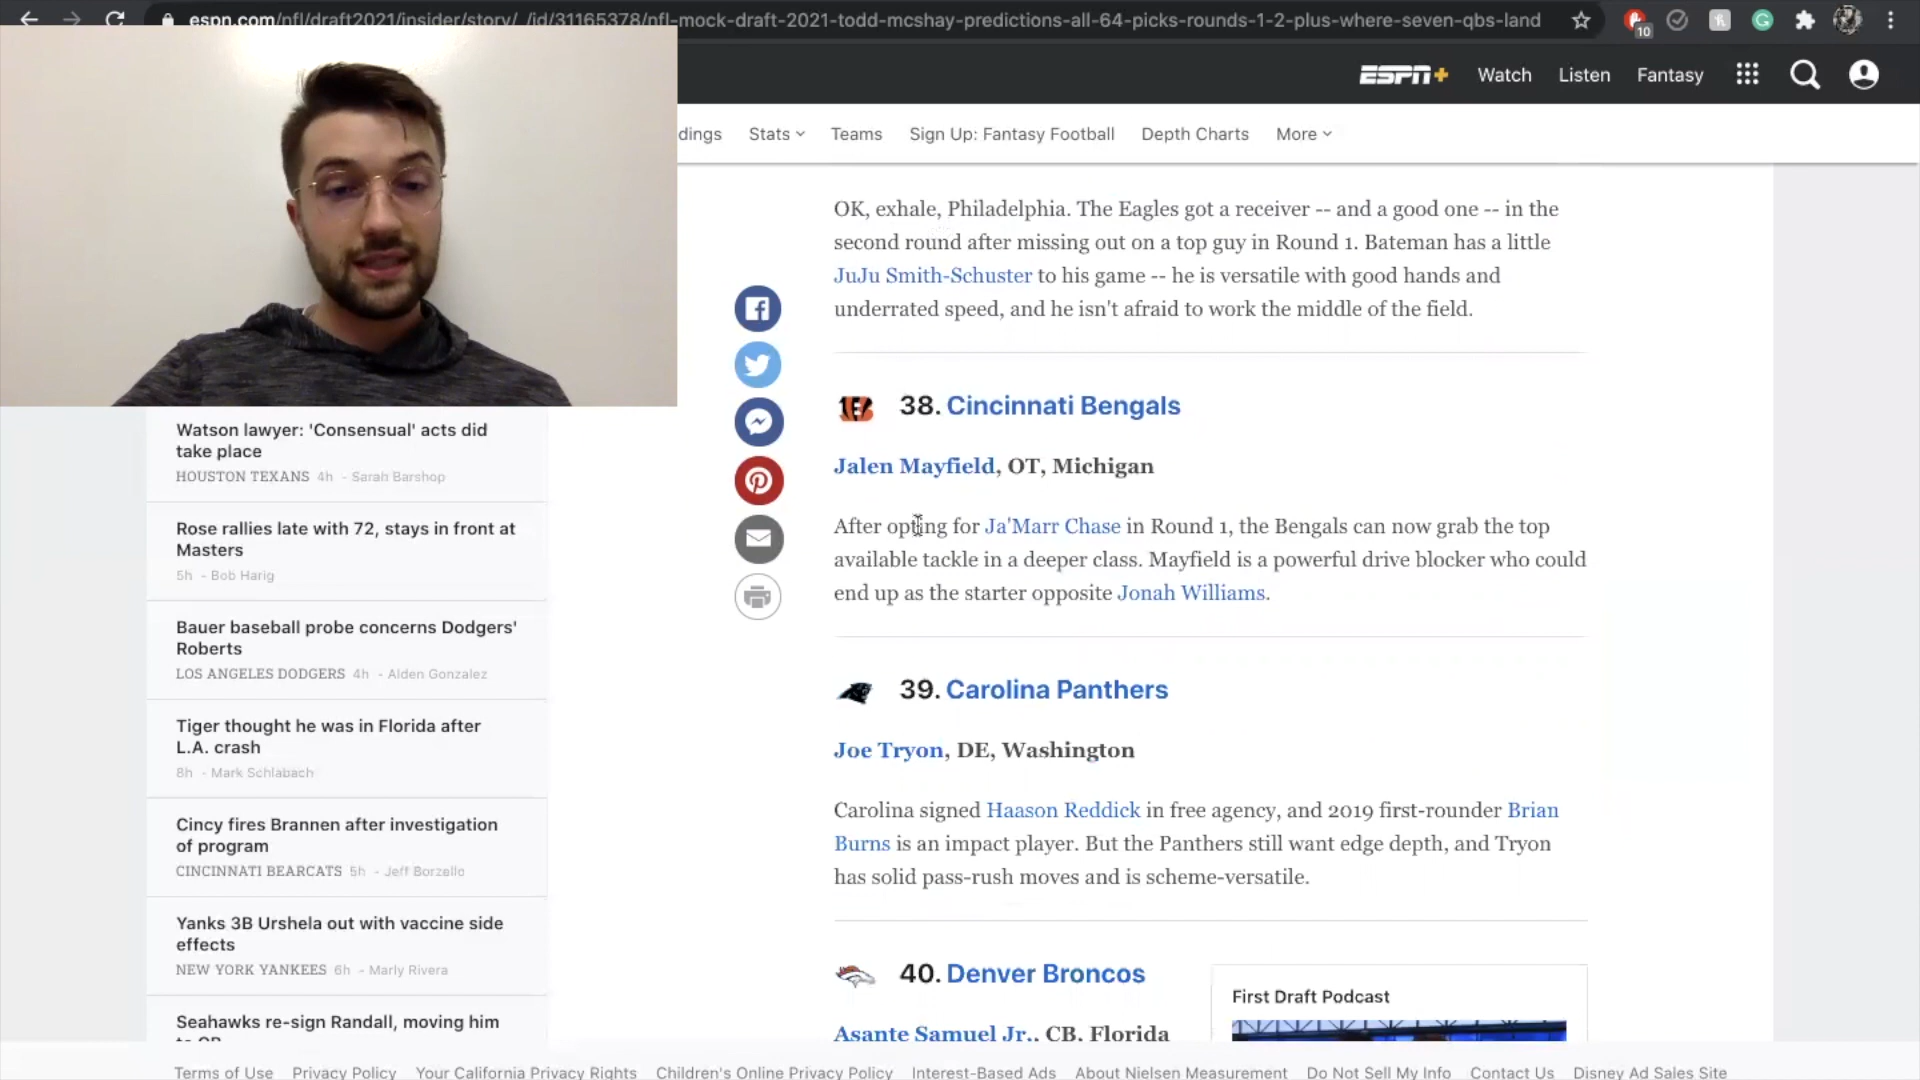 espn.com/nfl/draft2021/insider/story/_/id/31165378/nfl-mock-draft-2021-todd-mcshay-predictions-all-64-picks-rounds-1-2-plus-where-seven-qbs-land
10
ESPN+ Watch Listen Fantasy
dings Stats Teams Sign Up: Fantasy Football Depth Charts More
OK, exhale, Philadelphia. The Eagles got a receiver -- and a good one -- in the
second round after missing out on a top guy in Round 1. Bateman has a little
JuJu Smith-Schuster to his game -- he is versatile with good hands and
underrated speed, and he isn't afraid to work the middle of the field.
38. Cincinnati Bengals
Jalen Mayfield, OT, Michigan
After opting for Ja'Marr Chase in Round 1, the Bengals can now grab the top
available tackle in a deeper class. Mayfield is a powerful drive blocker who could
end up as the starter opposite Jonah Williams.
39. Carolina Panthers
Joe Tryon, DE, Washington
Carolina signed Haason Reddick in free agency, and 2019 first-rounder Brian
Burns is an impact player. But the Panthers still want edge depth, and Tryon
has solid pass-rush moves and is scheme-versatile.
40. Denver Broncos
Asante Samuel Jr., CB, Florida
First Draft Podcast
Watson lawyer: 'Consensual' acts did
take place
HOUSTON TEXANS 4h - Sarah Barshop
Rose rallies late with 72, stays in front at
Masters
5h - Bob Harig
Bauer baseball probe concerns Dodgers'
Roberts
LOS ANGELES DODGERS 4h - Alden Gonzalez
Tiger thought he was in Florida after
L.A. crash
8h - Mark Schlabach
Cincy fires Brannen after investigation
of program
CINCINNATI BEARCATS 5h - Jeff Borzello
Yanks 3B Urshela out with vaccine side
effects
NEW YORK YANKEES 6h - Marly Rivera
Seahawks re-sign Randall, moving him
Terms of Use Privacy Policy Your California Privacy Rights Children's Online Privacy Policy Interest-Based Ads About Nielsen Measurement Do Not Sell My Info Contact Us Disney Ad Sales Site